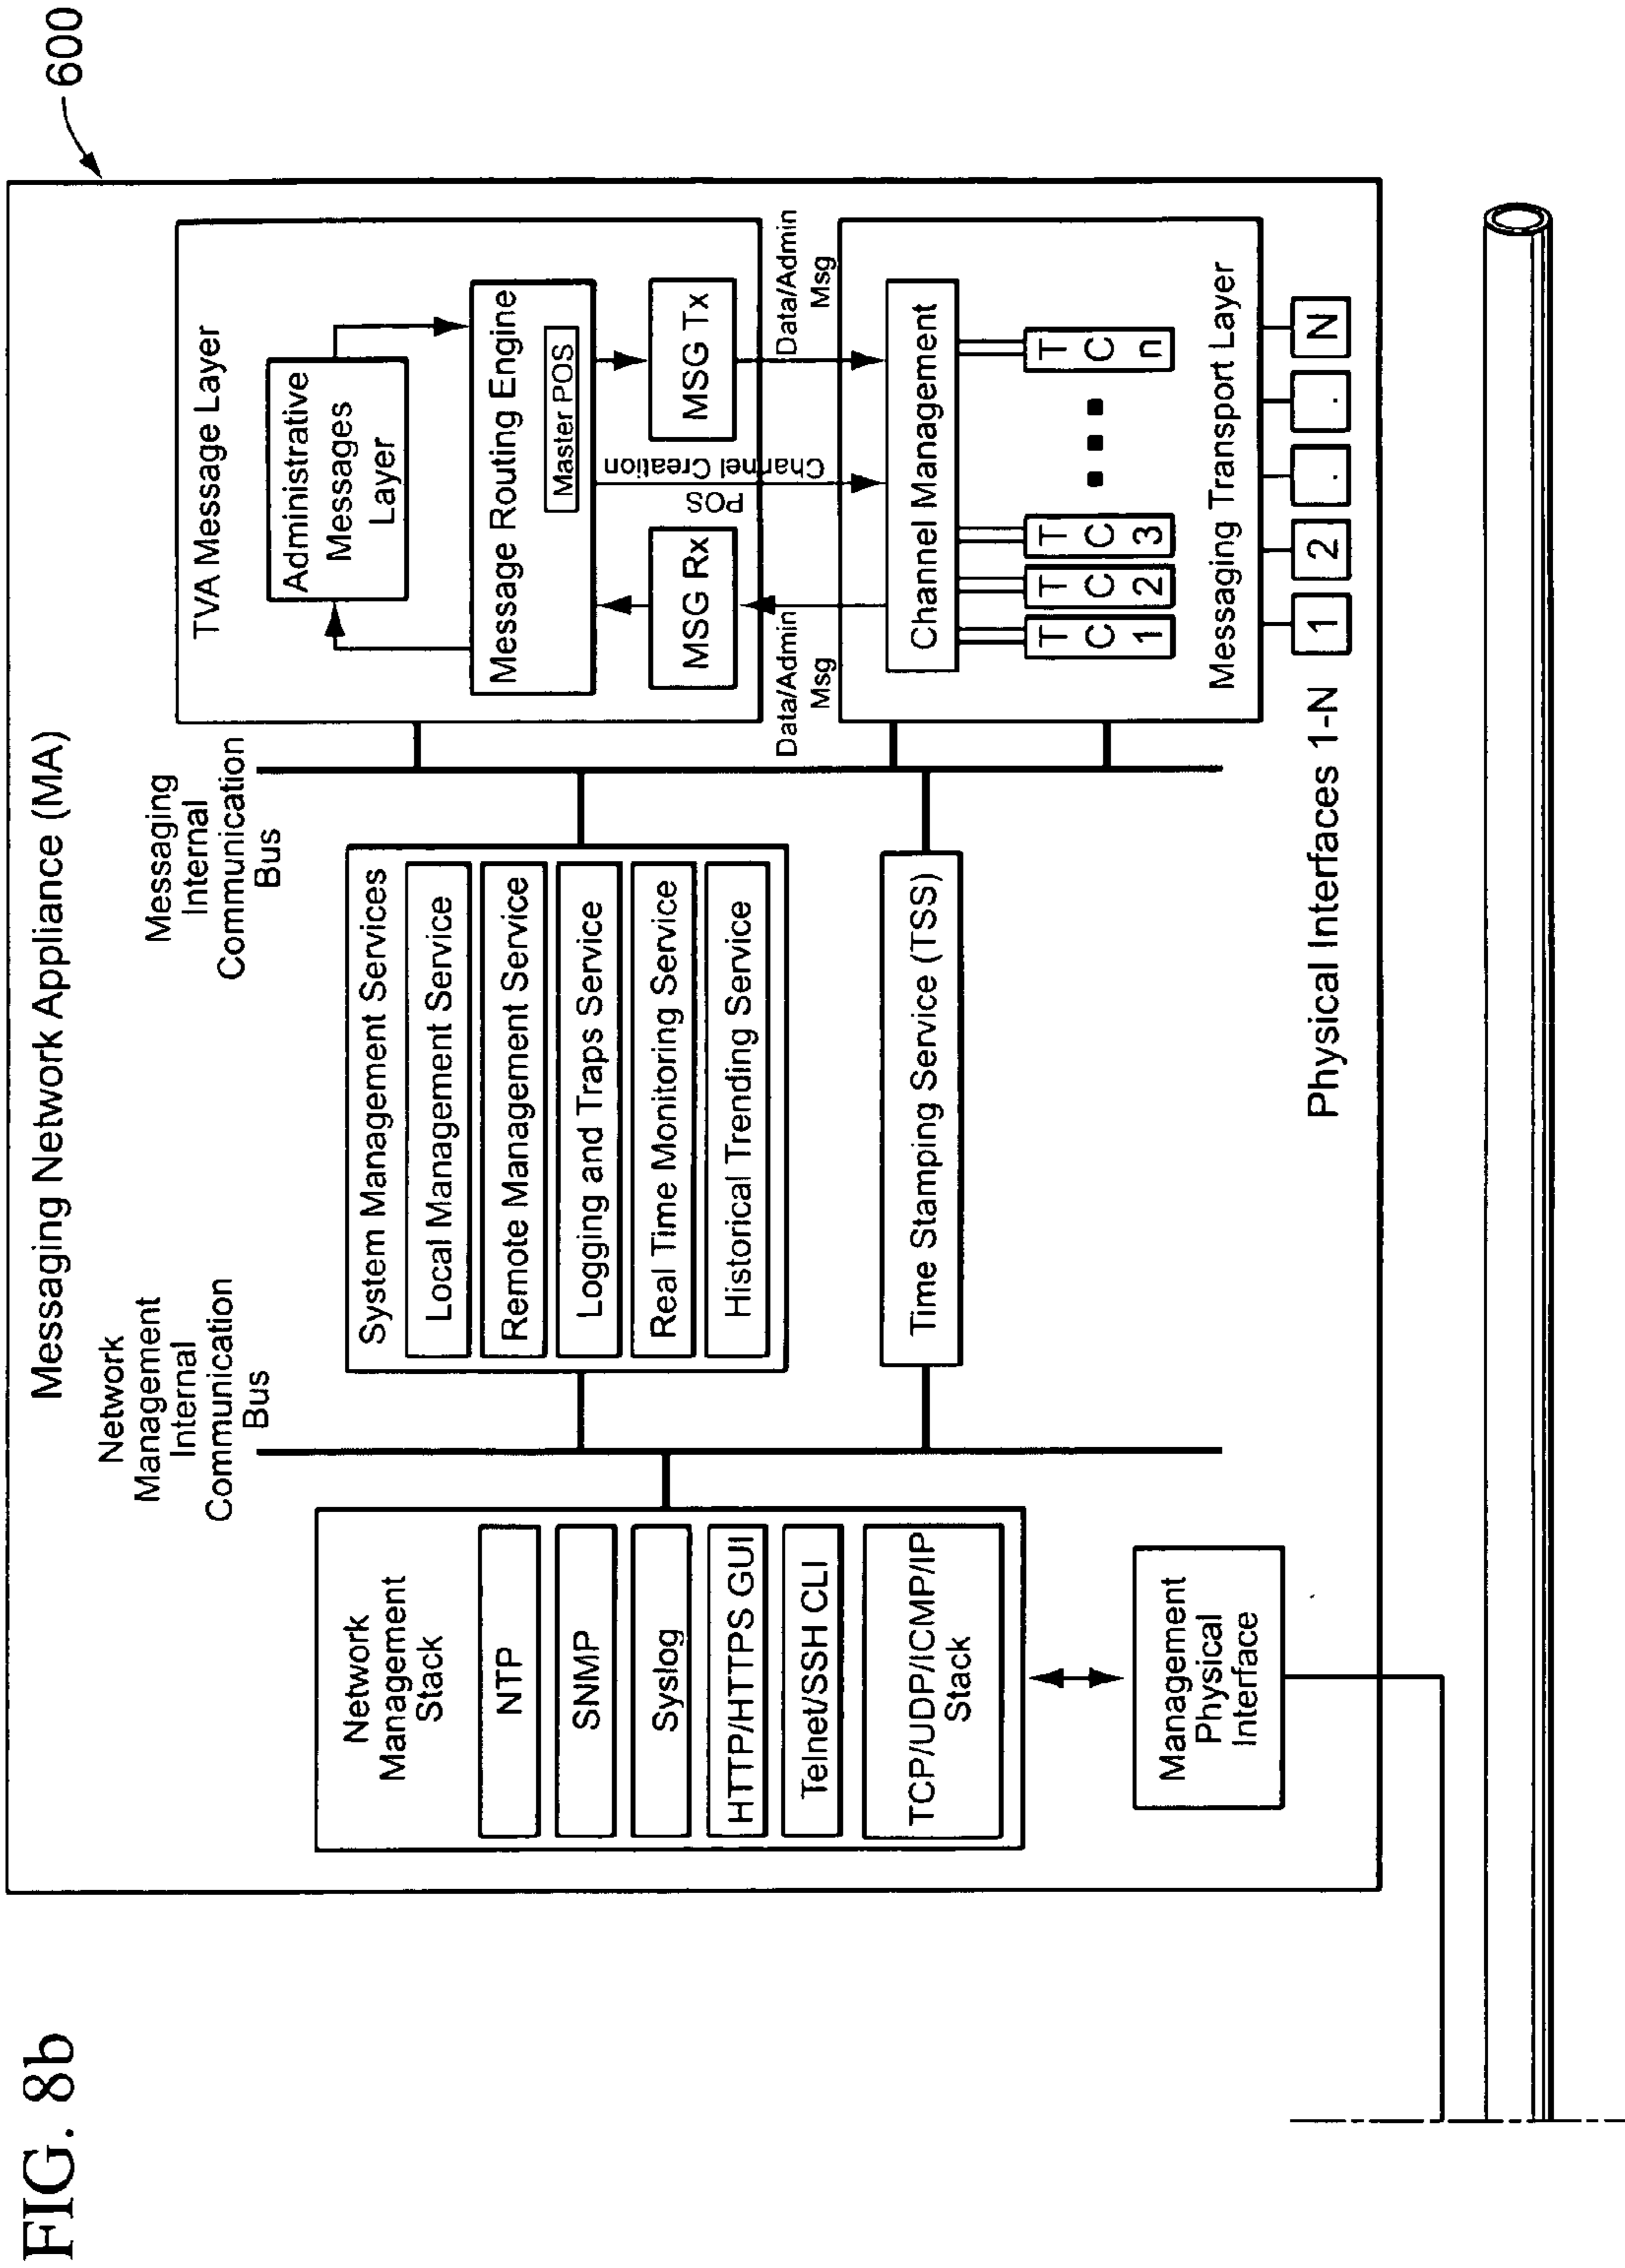 FIG. 8b
600
Messaging Network Appliance (MA)
Network
Management
Internal
Communication
Bus
Messaging
Internal
Communication
Bus
Network
Management
Stack
NTP
SNMP
Syslog
HTTP/HTTPS GUI
Telnet/SSH CLI
TCP/UDP/ICMP/IP
Stack
Management
Physical
Interface
System Management Services
Local Management Service
Remote Management Service
Logging and Traps Service
Real Time Monitoring Service
Historical Trending Service
Time Stamping Service (TSS)
TVA Message Layer
Administrative
Messages
Layer
Message Routing Engine
Master POS
MSG Rx
POS
Channel Creation
MSG Tx
Data/Admin
Msg
Data/Admin
Msg
Channel Management
T C 1
T C 2
T C 3
T C n
Messaging Transport Layer
Physical Interfaces 1-N
1
2
.
.
N